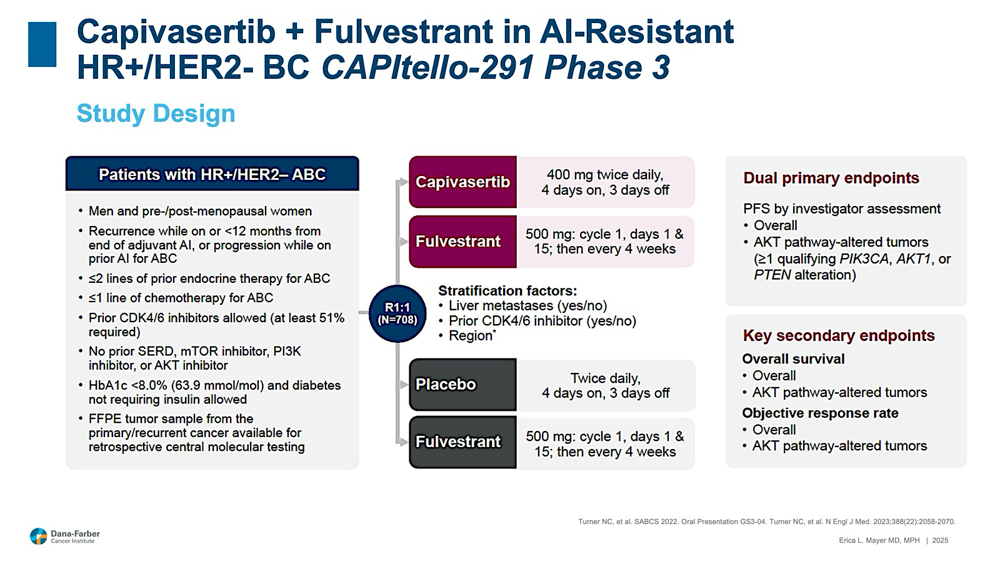 Capivasertib + Fulvestrant in AI-Resistant
HR+/HER2- BC CAPItello-291 Phase 3
Study Design
Patients with HR+/HER2– ABC
• Men and pre-/post-menopausal women
• Recurrence while on or <12 months from
end of adjuvant AI, or progression while on
prior AI for ABC
• ≤2 lines of prior endocrine therapy for ABC
• ≤1 line of chemotherapy for ABC
• Prior CDK4/6 inhibitors allowed (at least 51%
required)
• No prior SERD, mTOR inhibitor, PI3K
inhibitor, or AKT inhibitor
• HbA1c <8.0% (63.9 mmol/mol) and diabetes
not requiring insulin allowed
• FFPE tumor sample from the
primary/recurrent cancer available for
retrospective central molecular testing
R1:1
(N=708)
Capivasertib
400 mg twice daily,
4 days on, 3 days off
Fulvestrant
500 mg: cycle 1, days 1 &
15; then every 4 weeks
Stratification factors:
• Liver metastases (yes/no)
• Prior CDK4/6 inhibitor (yes/no)
• Region*
Placebo
Twice daily,
4 days on, 3 days off
Fulvestrant
500 mg: cycle 1, days 1 &
15; then every 4 weeks
Dual primary endpoints
PFS by investigator assessment
• Overall
• AKT pathway-altered tumors
(≥1 qualifying PIK3CA, AKT1, or
PTEN alteration)
Key secondary endpoints
Overall survival
• Overall
• AKT pathway-altered tumors
Objective response rate
• Overall
• AKT pathway-altered tumors
Turner NC, et al. SABCS 2022. Oral Presentation GS3-04. Turner NC, et al. N Engl J Med. 2023;388(22):2058-2070.
Dana-Farber
Cancer Institute
Erica L. Mayer MD, MPH | 2025